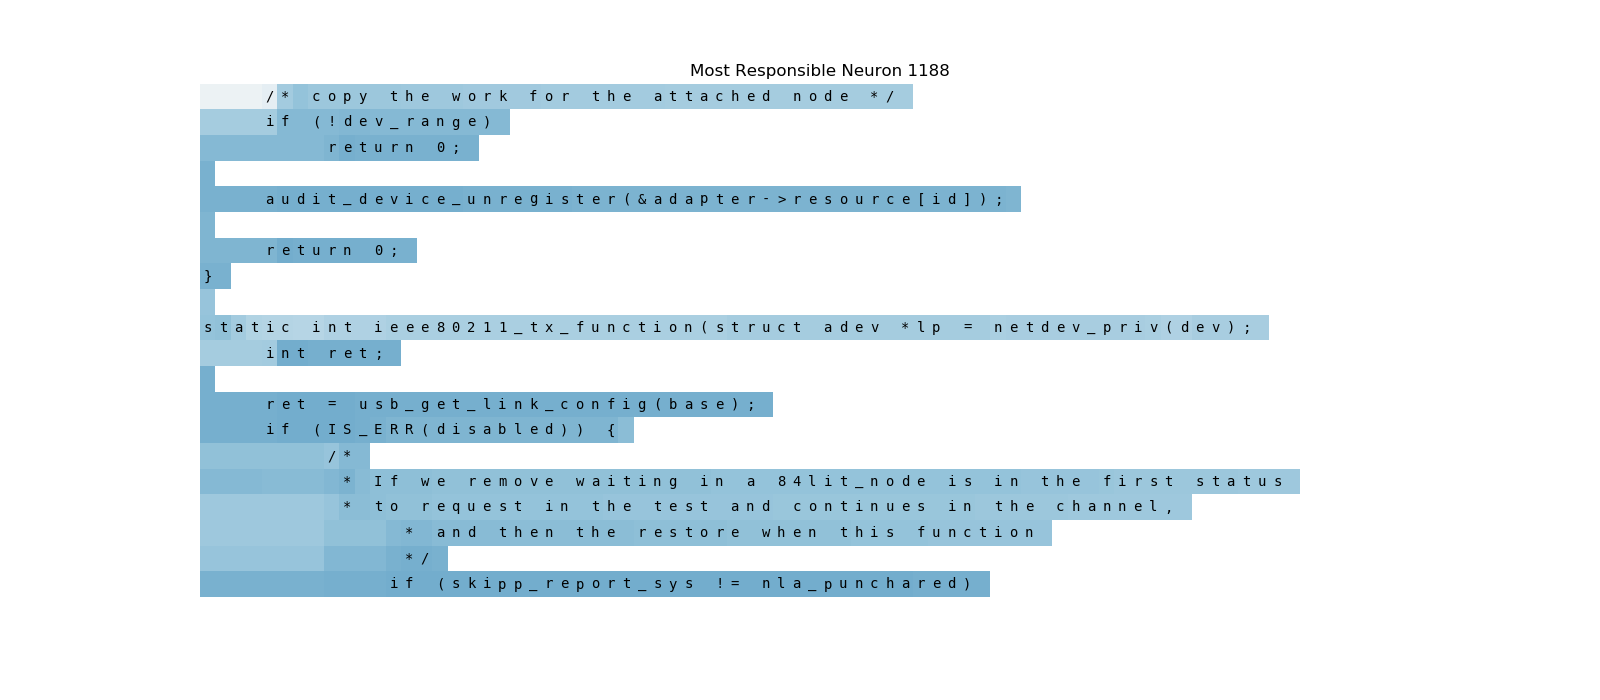 Most Responsible Neuron 1188
/* copy the work for the attached node */
if (!dev_range)
return 0;
audit_device_unregister(&adapter->resource[id]);
return 0;
}
static int ieee80211_tx_function(struct adev *lp = netdev_priv(dev);
int ret;
ret = usb_get_link_config(base);
if (IS_ERR(disabled)) {
/*
* If we remove waiting in a 84lit_node is in the first status
* to request in the test and continues in the channel,
* and then the restore when this function
*/
if (skipp_report_sys != nla_punchared)